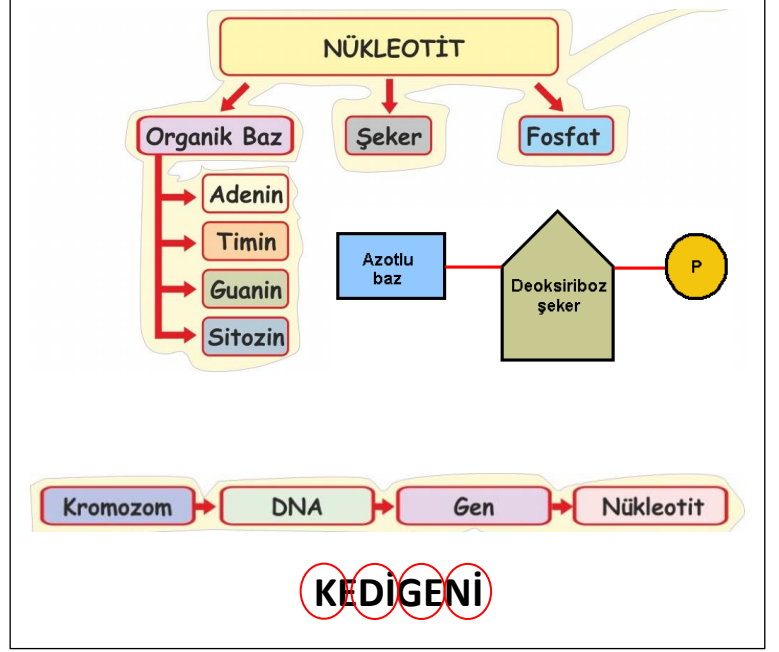 NÜKLEOTİT
Organik Baz
Şeker
Fosfat
Adenin
Timin
Guanin
Sitozin
Azotlu
baz
Deoksiriboz
şeker
P
Kromozom
DNA
Gen
Nükleotit
KEDİGENİ